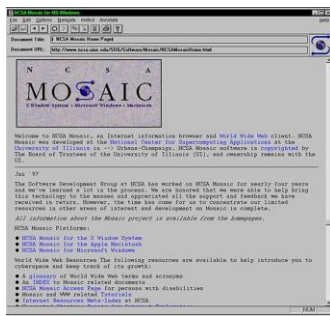 NCSA Mosaic for MS Windows
File Edit Options Navigate Hotlist Annotate Help
Document Title: NCSA Mosaic Home Page
Document URL: http://www.ncsa.uiuc.edu/SDG/Software/Mosaic/NCSAMosaicHome.html
N C S A
MOSAIC
X Window System • Microsoft Windows • Macintosh
Welcome to NCSA Mosaic, an Internet information browser and World Wide Web client. NCSA
Mosaic was developed at the National Center for Supercomputing Applications at the
University of Illinois in --> Urbana-Champaign. NCSA Mosaic software is copyrighted by
The Board of Trustees of the University of Illinois (UI), and ownership remains with the
UI.
Jan '97
The Software Development Group at NCSA has worked on NCSA Mosaic for nearly four years
and we've learned a lot in the process. We are honored that we were able to help bring
this technology to the masses and appreciated all the support and feedback we have
received in return. However, the time has come for us to concentrate our limited
resources in other areas of interest and development on Mosaic is complete.
All information about the Mosaic project is available from the homepages.
NCSA Mosaic Platforms:
● NCSA Mosaic for the X Window System
● NCSA Mosaic for the Apple Macintosh
● NCSA Mosaic for Microsoft Windows
World Wide Web Resources The following resources are available to help introduce you to
cyberspace and keep track of its growth:
● A glossary of World Wide Web terms and acronyms
● An INDEX to Mosaic related documents
● NCSA Mosaic Access Page for persons with disabilities
● Mosaic and WWW related Tutorials
● Internet Resources Meta-Index at NCSA
NUM